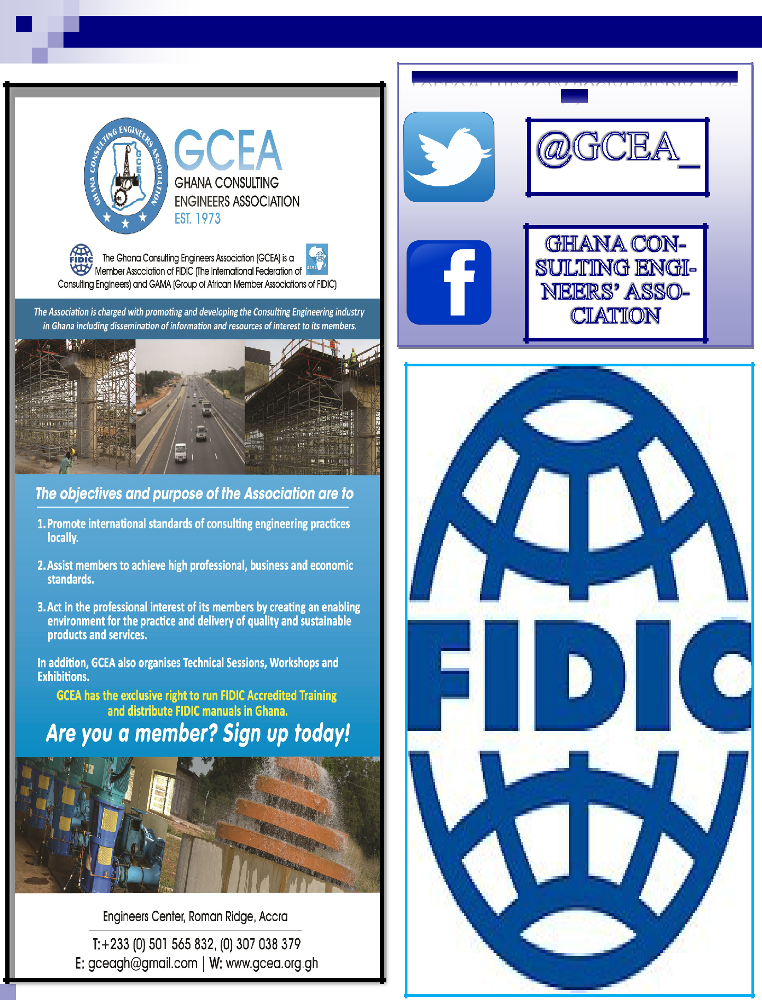 GHANA CONSULTING ENGINEERS ASSOCIATION
GCEA
GCEA
GHANA CONSULTING
ENGINEERS ASSOCIATION
EST. 1973
FIDIC
GAMA
The Ghana Consulting Engineers Association (GCEA) is a
Member Association of FIDIC (The International Federation of
Consulting Engineers) and GAMA (Group of African Member Associations of FIDIC)
The Association is charged with promoting and developing the Consulting Engineering industry
in Ghana including dissemination of information and resources of interest to its members.
The objectives and purpose of the Association are to
1. Promote international standards of consulting engineering practices
locally.
2. Assist members to achieve high professional, business and economic
standards.
3. Act in the professional interest of its members by creating an enabling
environment for the practice and delivery of quality and sustainable
products and services.
In addition, GCEA also organises Technical Sessions, Workshops and
Exhibitions.
GCEA has the exclusive right to run FIDIC Accredited Training
and distribute FIDIC manuals in Ghana.
Are you a member? Sign up today!
Engineers Center, Roman Ridge, Accra
T:+233 (0) 501 565 832, (0) 307 038 379
E: gceagh@gmail.com | W: www.gcea.org.gh
@GCEA_
f
GHANA CON-
SULTING ENGI-
NEERS’ ASSO-
CIATION
FIDIC